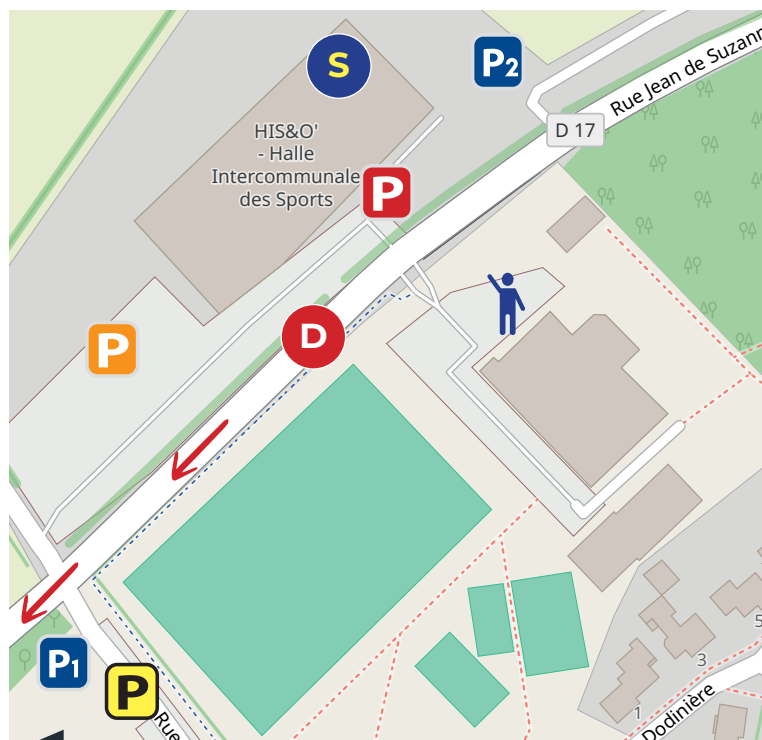 S
P2
Rue Jean de Suzann
D 17
HIS&O'
- Halle
Intercommunale
des Sports
P
D
P
P1
P
Rue
Dodinière
1
3
5